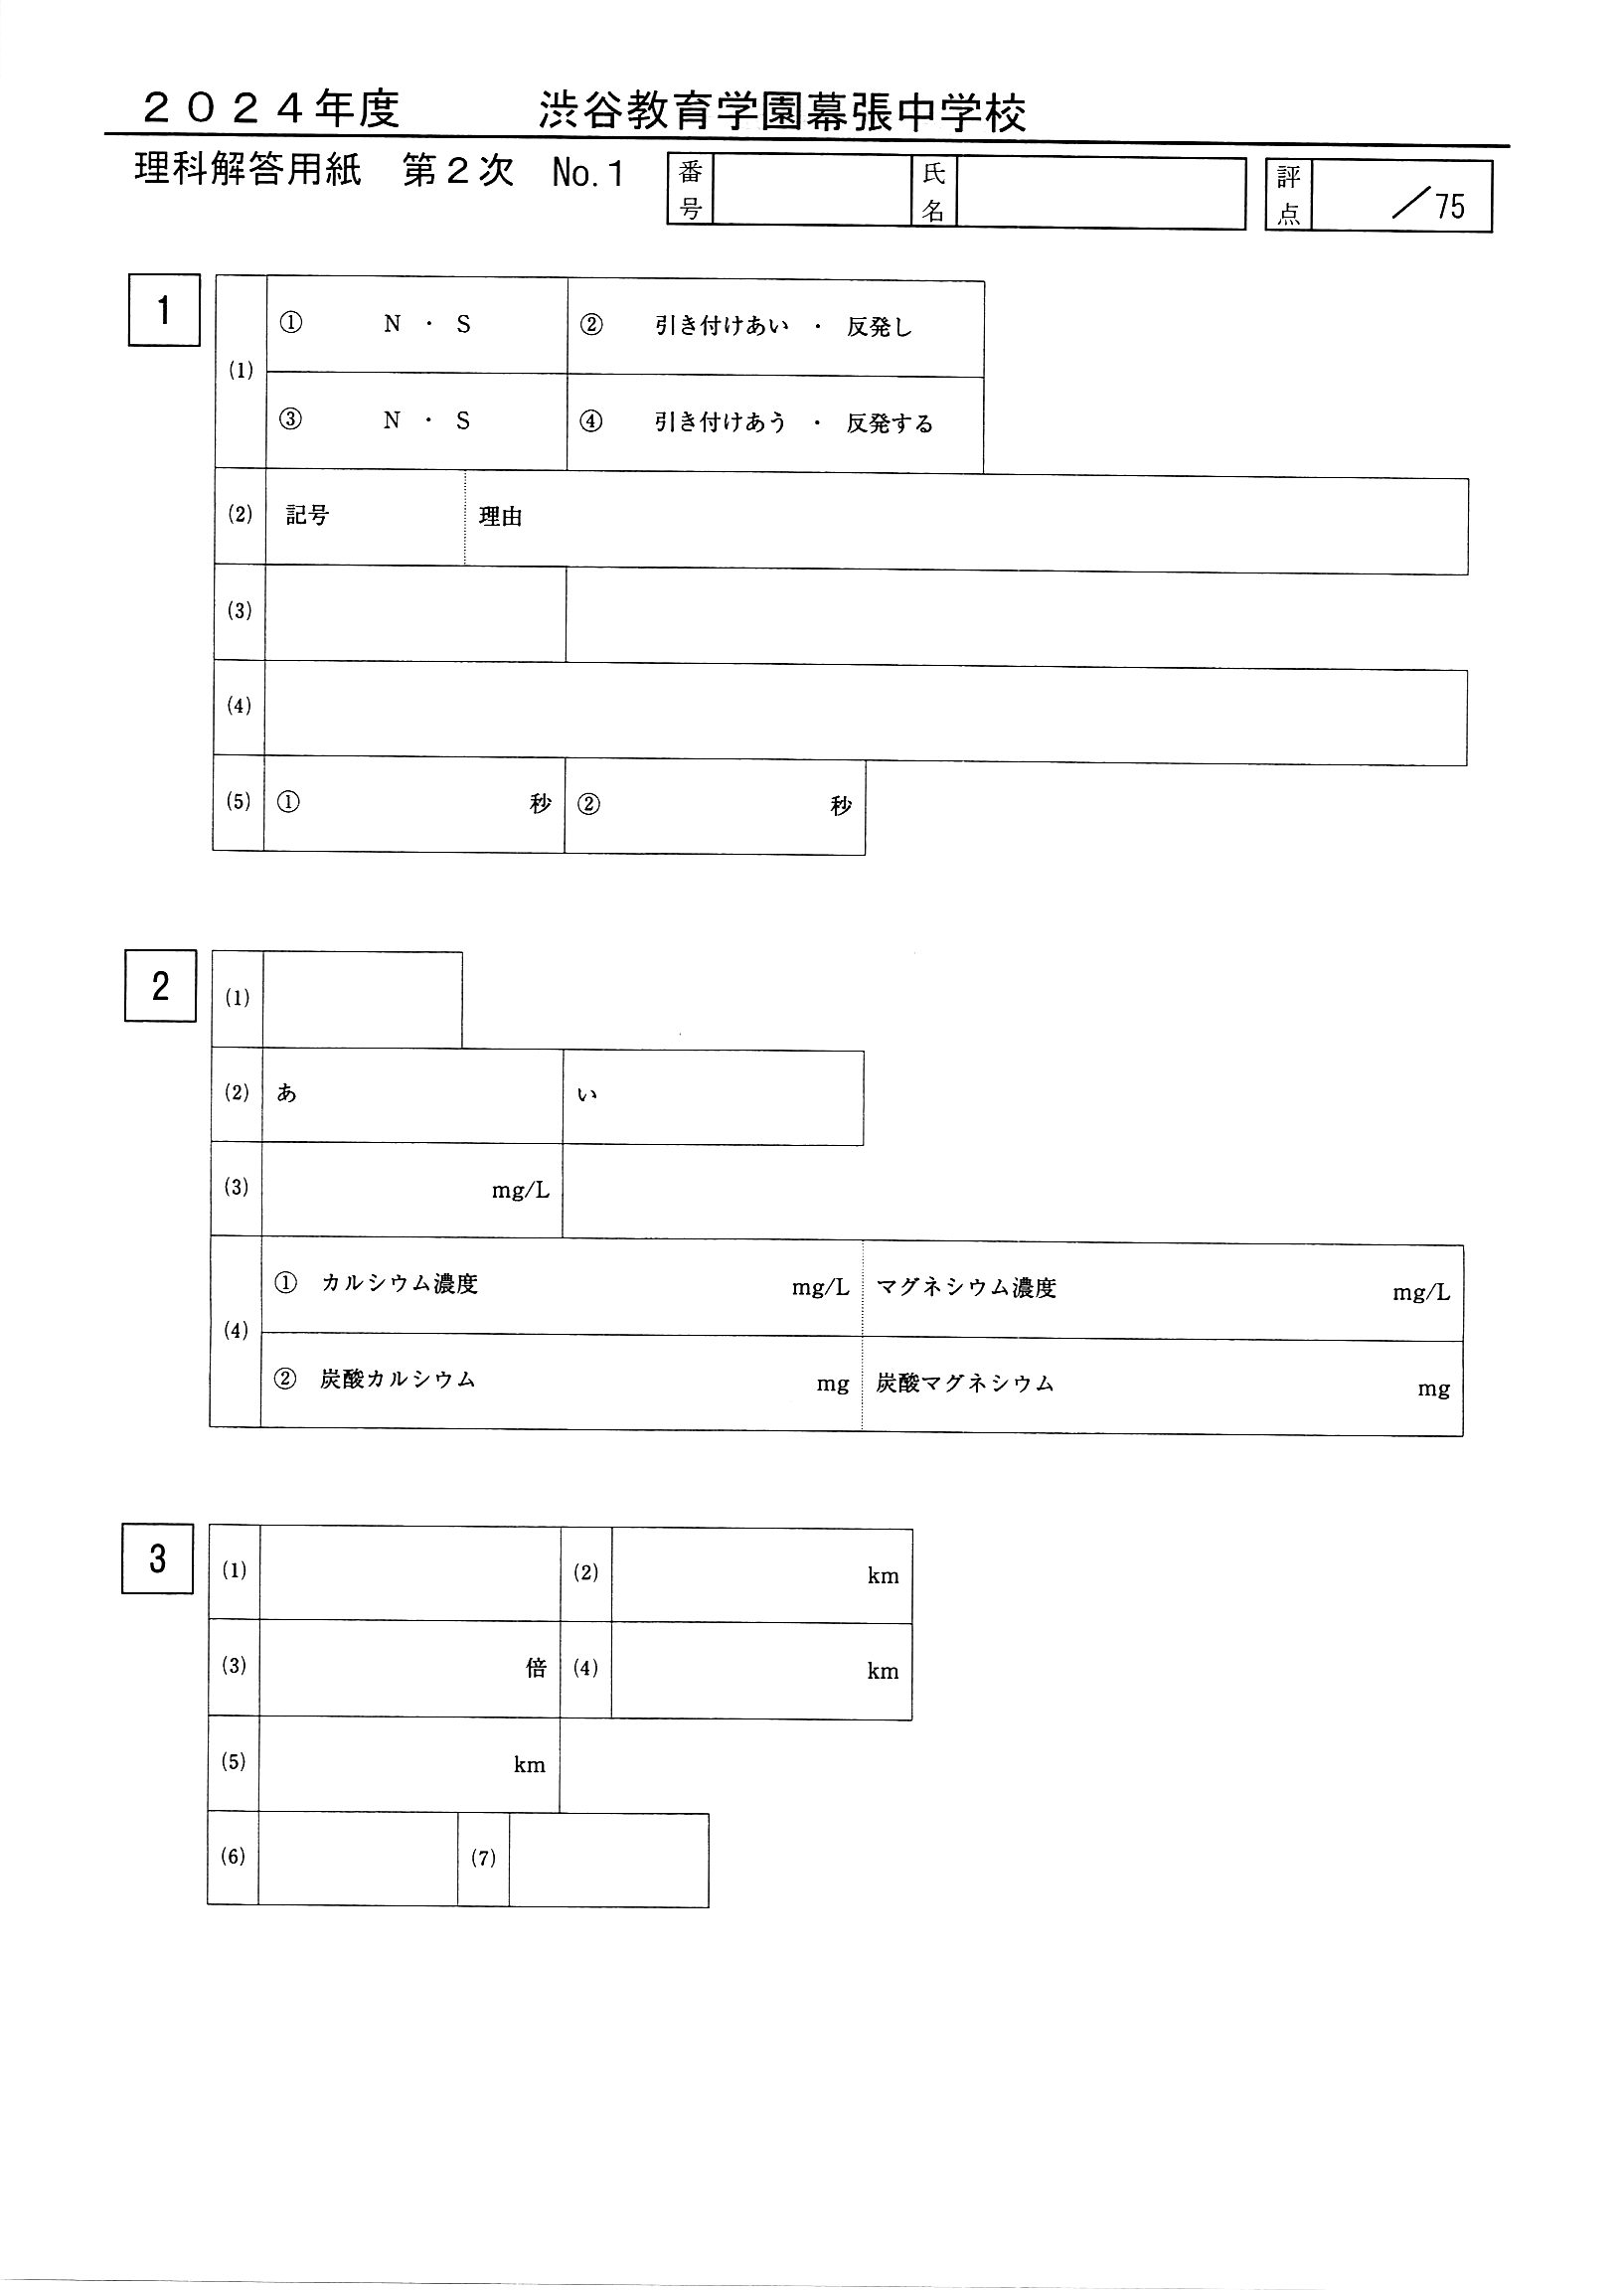 2024年度 渋谷教育学園幕張中学校
理科解答用紙 第2次 No.1 番号 氏名 評点 /75
1
(1) ① N ・ S ② 引き付けあい ・ 反発し
③ N ・ S ④ 引き付けあう ・ 反発する
(2) 記号 理由
(3)
(4)
(5) ① 秒 ② 秒
2
(1)
(2) あ い
(3) mg/L
(4) ① カルシウム濃度 mg/L マグネシウム濃度 mg/L
② 炭酸カルシウム mg 炭酸マグネシウム mg
3
(1) (2) km
(3) 倍 (4) km
(5) km
(6) (7)